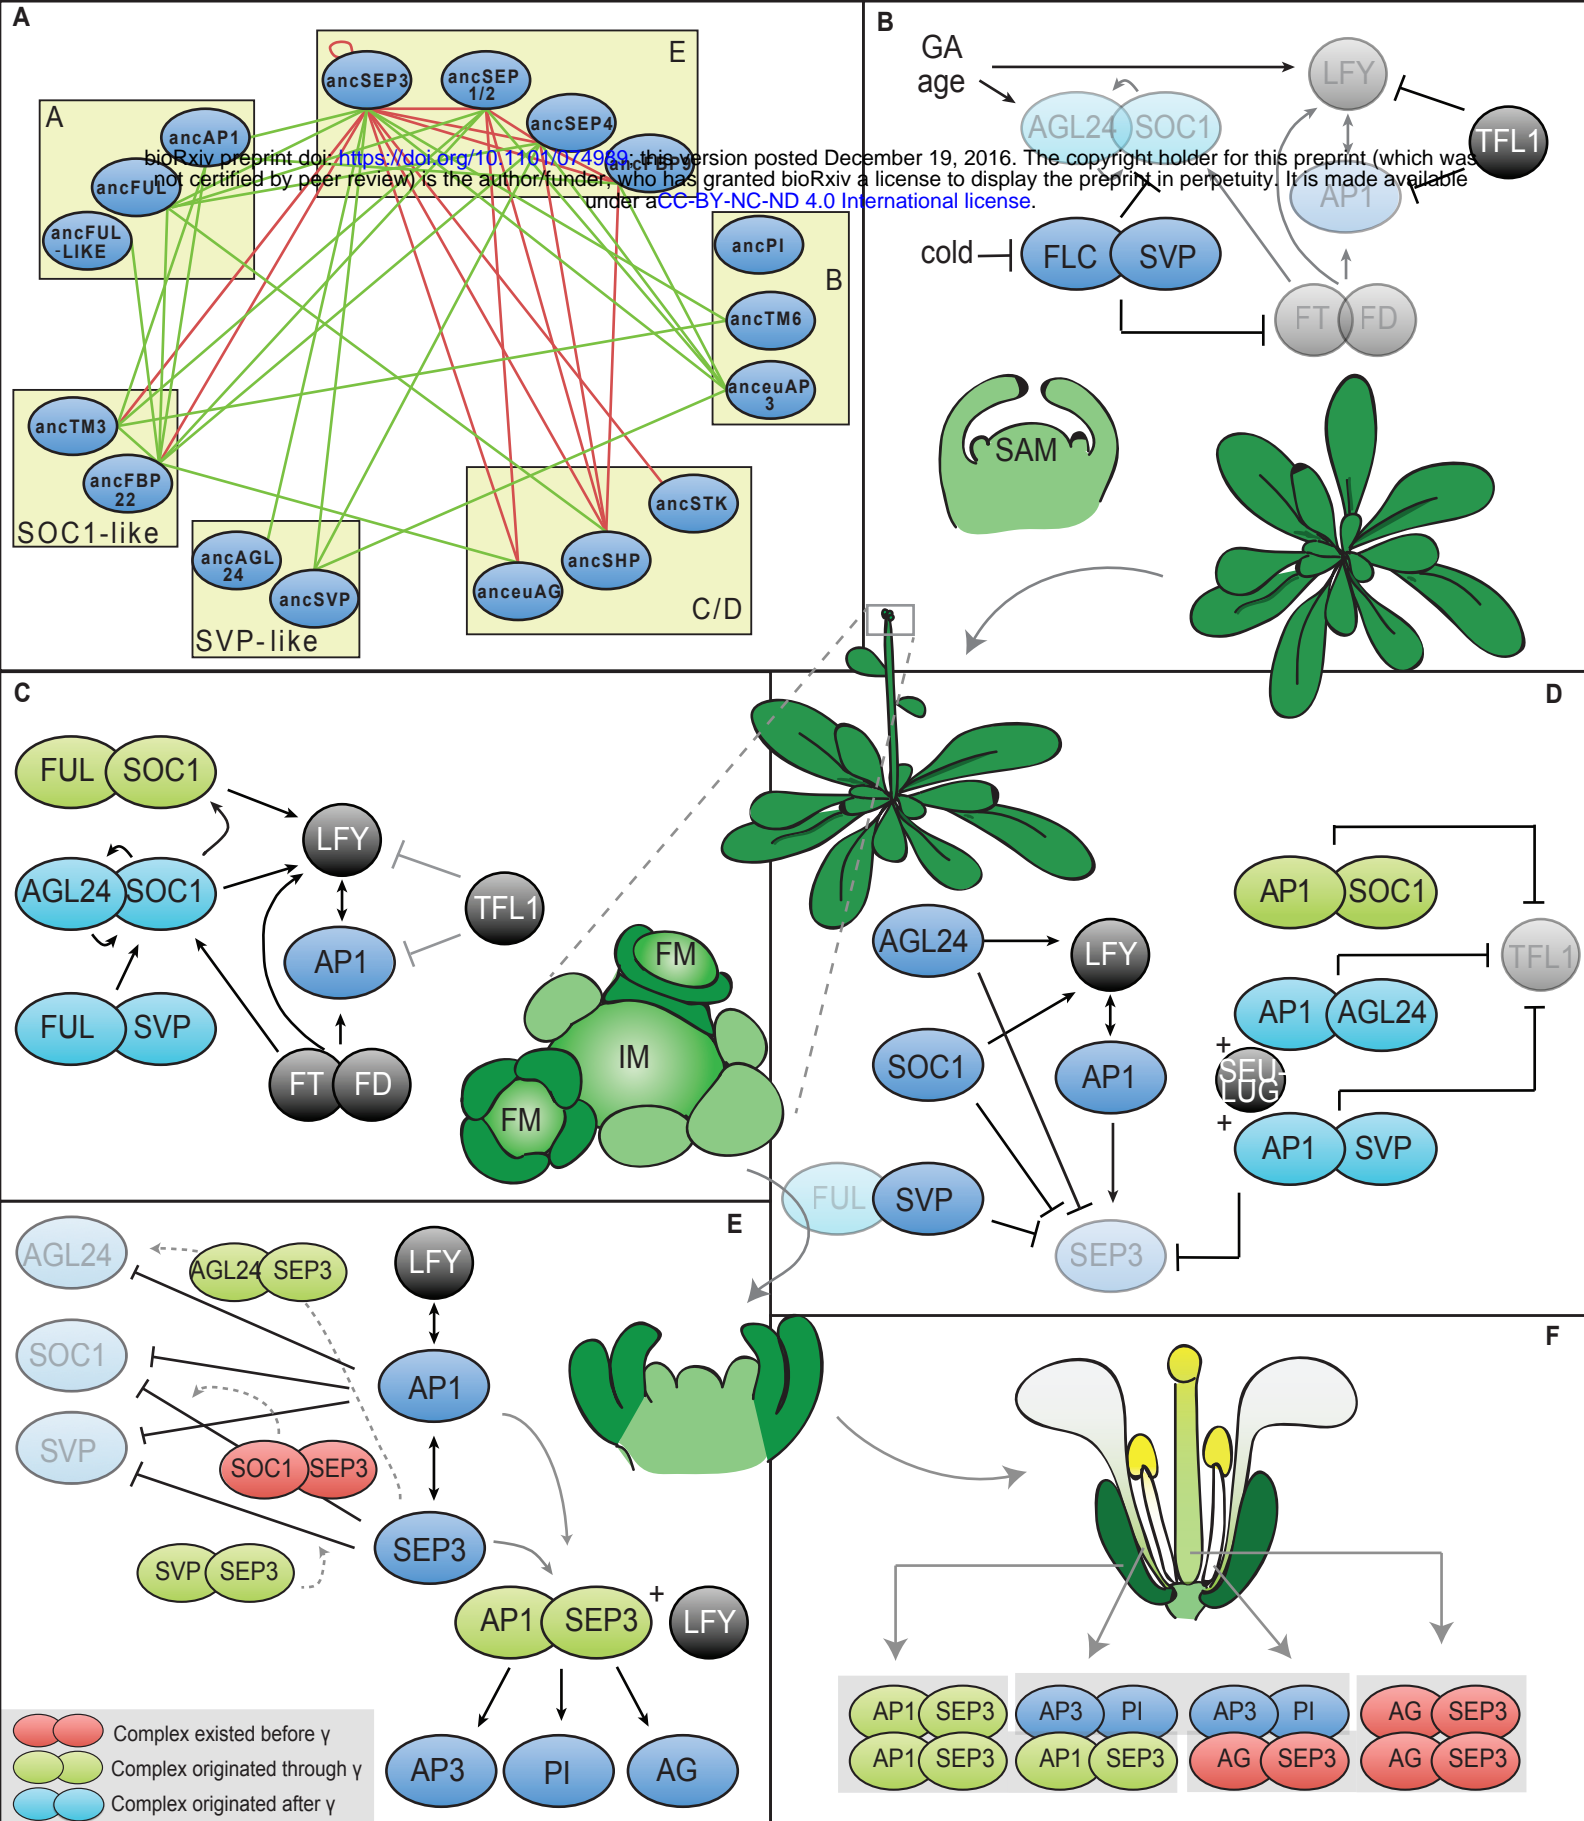 A
E
ancSEP3
ancSEP
1/2
ancSEP4
ancFBP9
A
ancAP1
ancFUL
ancFUL
-LIKE
bioRxiv preprint doi: https://doi.org/10.1101/074989; this version posted December 19, 2016. The copyright holder for this preprint (which was
not certified by peer review) is the author/funder, who has granted bioRxiv a license to display the preprint in perpetuity. It is made available
under aCC-BY-NC-ND 4.0 International license.
ancPI
B
ancTM6
anceuAP
3
ancTM3
ancFBP
22
SOC1-like
ancAGL
24
ancSVP
SVP-like
ancSTK
ancSHP
anceuAG
C/D
B
GA
age
LFY
AGL24
SOC1
TFL1
AP1
cold
FLC
SVP
FT
FD
SAM
C
FUL
SOC1
LFY
AGL24
SOC1
TFL1
AP1
FUL
SVP
FT
FD
FM
IM
FM
D
AP1
SOC1
AGL24
LFY
TFL1
AP1
AGL24
SOC1
AP1
+
SEU-
LUG
+
AP1
SVP
FUL
SVP
SEP3
E
AGL24
AGL24
SEP3
LFY
SOC1
AP1
SVP
SOC1
SEP3
SEP3
SVP
SEP3
AP1
SEP3
+
LFY
AP3
PI
AG
Complex existed before γ
Complex originated through γ
Complex originated after γ
F
AP1
SEP3
AP3
PI
AP3
PI
AG
SEP3
AP1
SEP3
AP1
SEP3
AG
SEP3
AG
SEP3